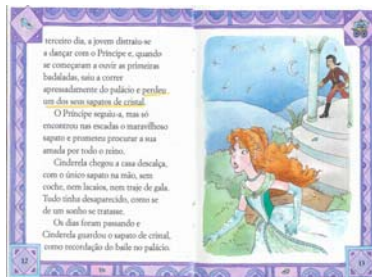 terceiro dia, a jovem distraiu-se
a dançar com o Príncipe e, quando
se começaram a ouvir as primeiras
badaladas, saiu a correr
apressadamente do palácio e perdeu
um dos seus sapatos de cristal.
O Príncipe seguiu-a, mas só
encontrou nas escadas o maravilhoso
sapato e prometeu procurar a sua
amada por todo o reino.
Cinderela chegou a casa descalça,
com o único sapato na mão, sem
coche, nem lacaios, nem traje de gala.
Tudo tinha desaparecido, como se
de um sonho se tratasse.
Os dias foram passando e
Cinderela guardou o sapato de cristal,
como recordação do baile no palácio.
12
13